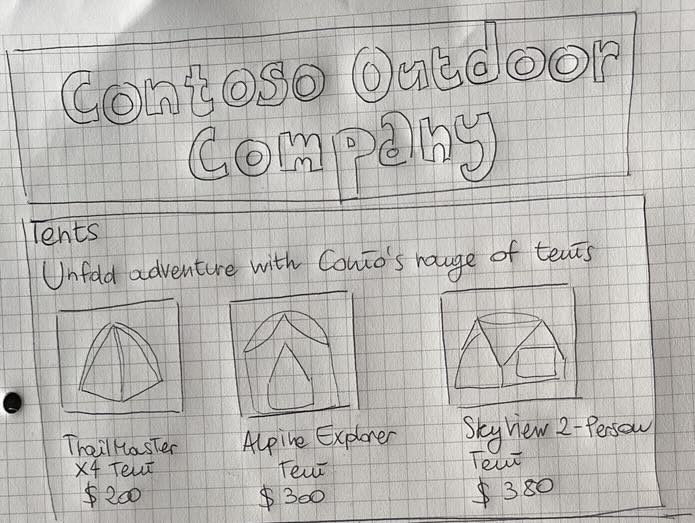 Contoso Outdoor
Company
Tents
Unfold adventure with Conto's range of tents
TrailMaster
X4 Tent
$200
Alpine Explorer
Tent
$300
SkyView 2-Person
Tent
$380